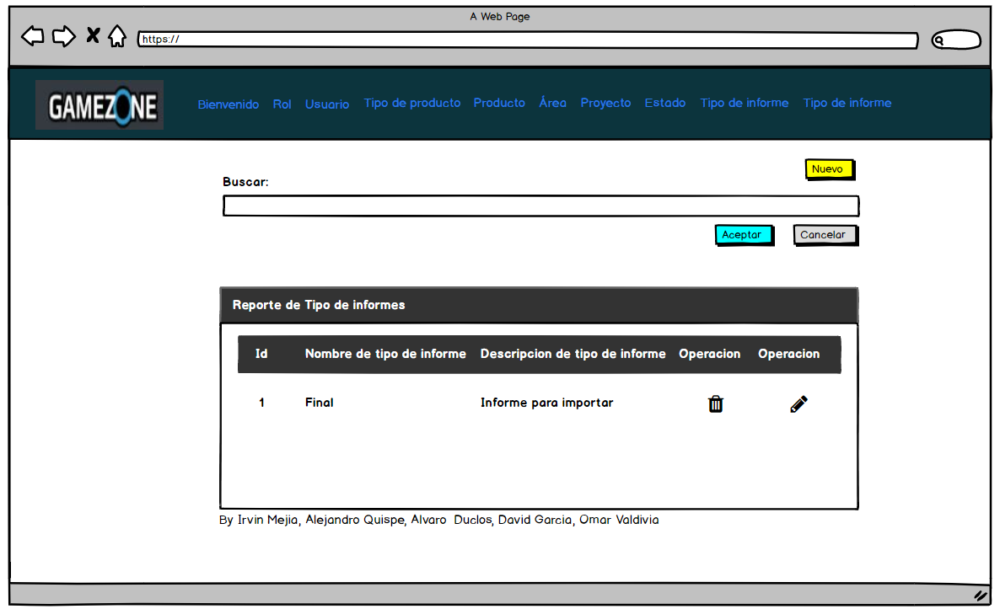 A Web Page
https://
GAMEZONE Bienvenido Rol Usuario Tipo de producto Producto Área Proyecto Estado Tipo de informe Tipo de informe
Nuevo
Buscar:
Aceptar Cancelar
Reporte de Tipo de informes
Id Nombre de tipo de informe Descripcion de tipo de informe Operacion Operacion
1 Final Informe para importar
By Irvin Mejia, Alejandro Quispe, Alvaro Duclos, David Garcia, Omar Valdivia